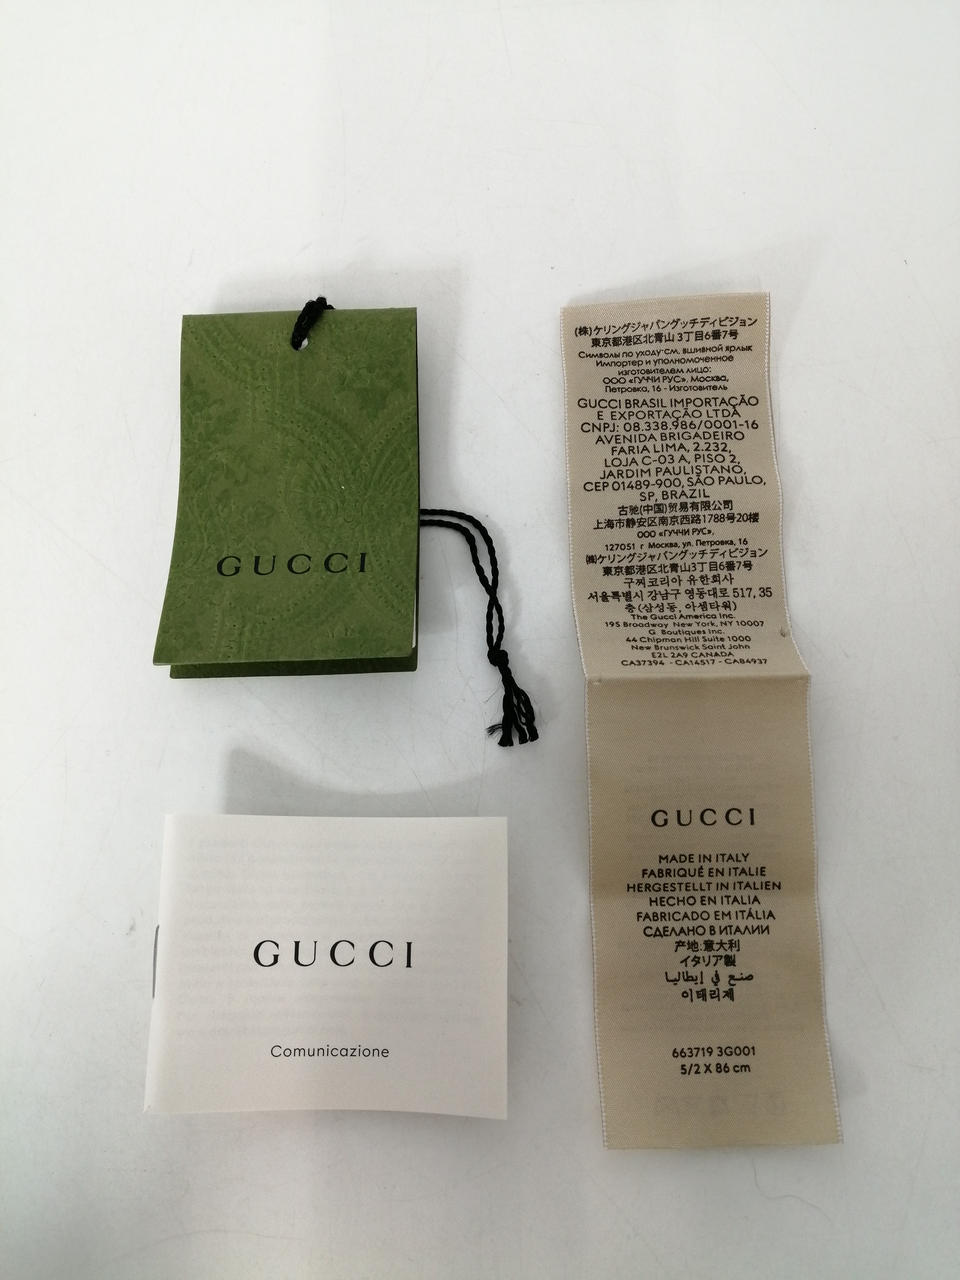 GUCCI
GUCCI
Comunicazione
(株)ケリングジャパングッチディビジョン
東京都港区北青山 3丁目6番7号
Символы по уходу-см. вшивной ярлык
Импортер и уполномоченное
изготовителем лицо:
ООО «ГУЧЧИ РУС», Москва,
Петровка, 16 - Изготовитель
GUCCI BRASIL IMPORTAÇÃO
E EXPORTAÇÃO LTDA
CNPJ: 08.338.986/0001-16
AVENIDA BRIGADEIRO
FARIA LIMA, 2.232,
LOJA C-03 A, PISO 2,
JARDIM PAULISTANO,
CEP 01489-900, SÃO PAULO,
SP, BRAZIL
古驰(中国)贸易有限公司
上海市静安区南京西路1788号20楼
ООО «ГУЧЧИ РУС»,
127051 г Москва, ул. Петровка, 16
(株)ケリングジャパングッチディビジョン
東京都港区北青山3丁目6番7号
구찌코리아 유한회사
서울특별시 강남구 영동대로 517, 35
층(삼성동, 아셈타워)
The Gucci America Inc.
195 Broadway New York, NY 10007
G. Boutiques Inc.
44 Chipman Hill Suite 1000
New Brunswick Saint John
E2L 2A9 CANADA
CA37394 - CA14517 - CA84937
GUCCI
MADE IN ITALY
FABRIQUÉ EN ITALIE
HERGESTELLT IN ITALIEN
HECHO EN ITALIA
FABRICADO EM ITÁLIA
СДЕЛАНО В ИТАЛИИ
产地:意大利
イタリア製
صنع في إيطاليا
이태리제
663719 3G001
5/2 X 86 cm